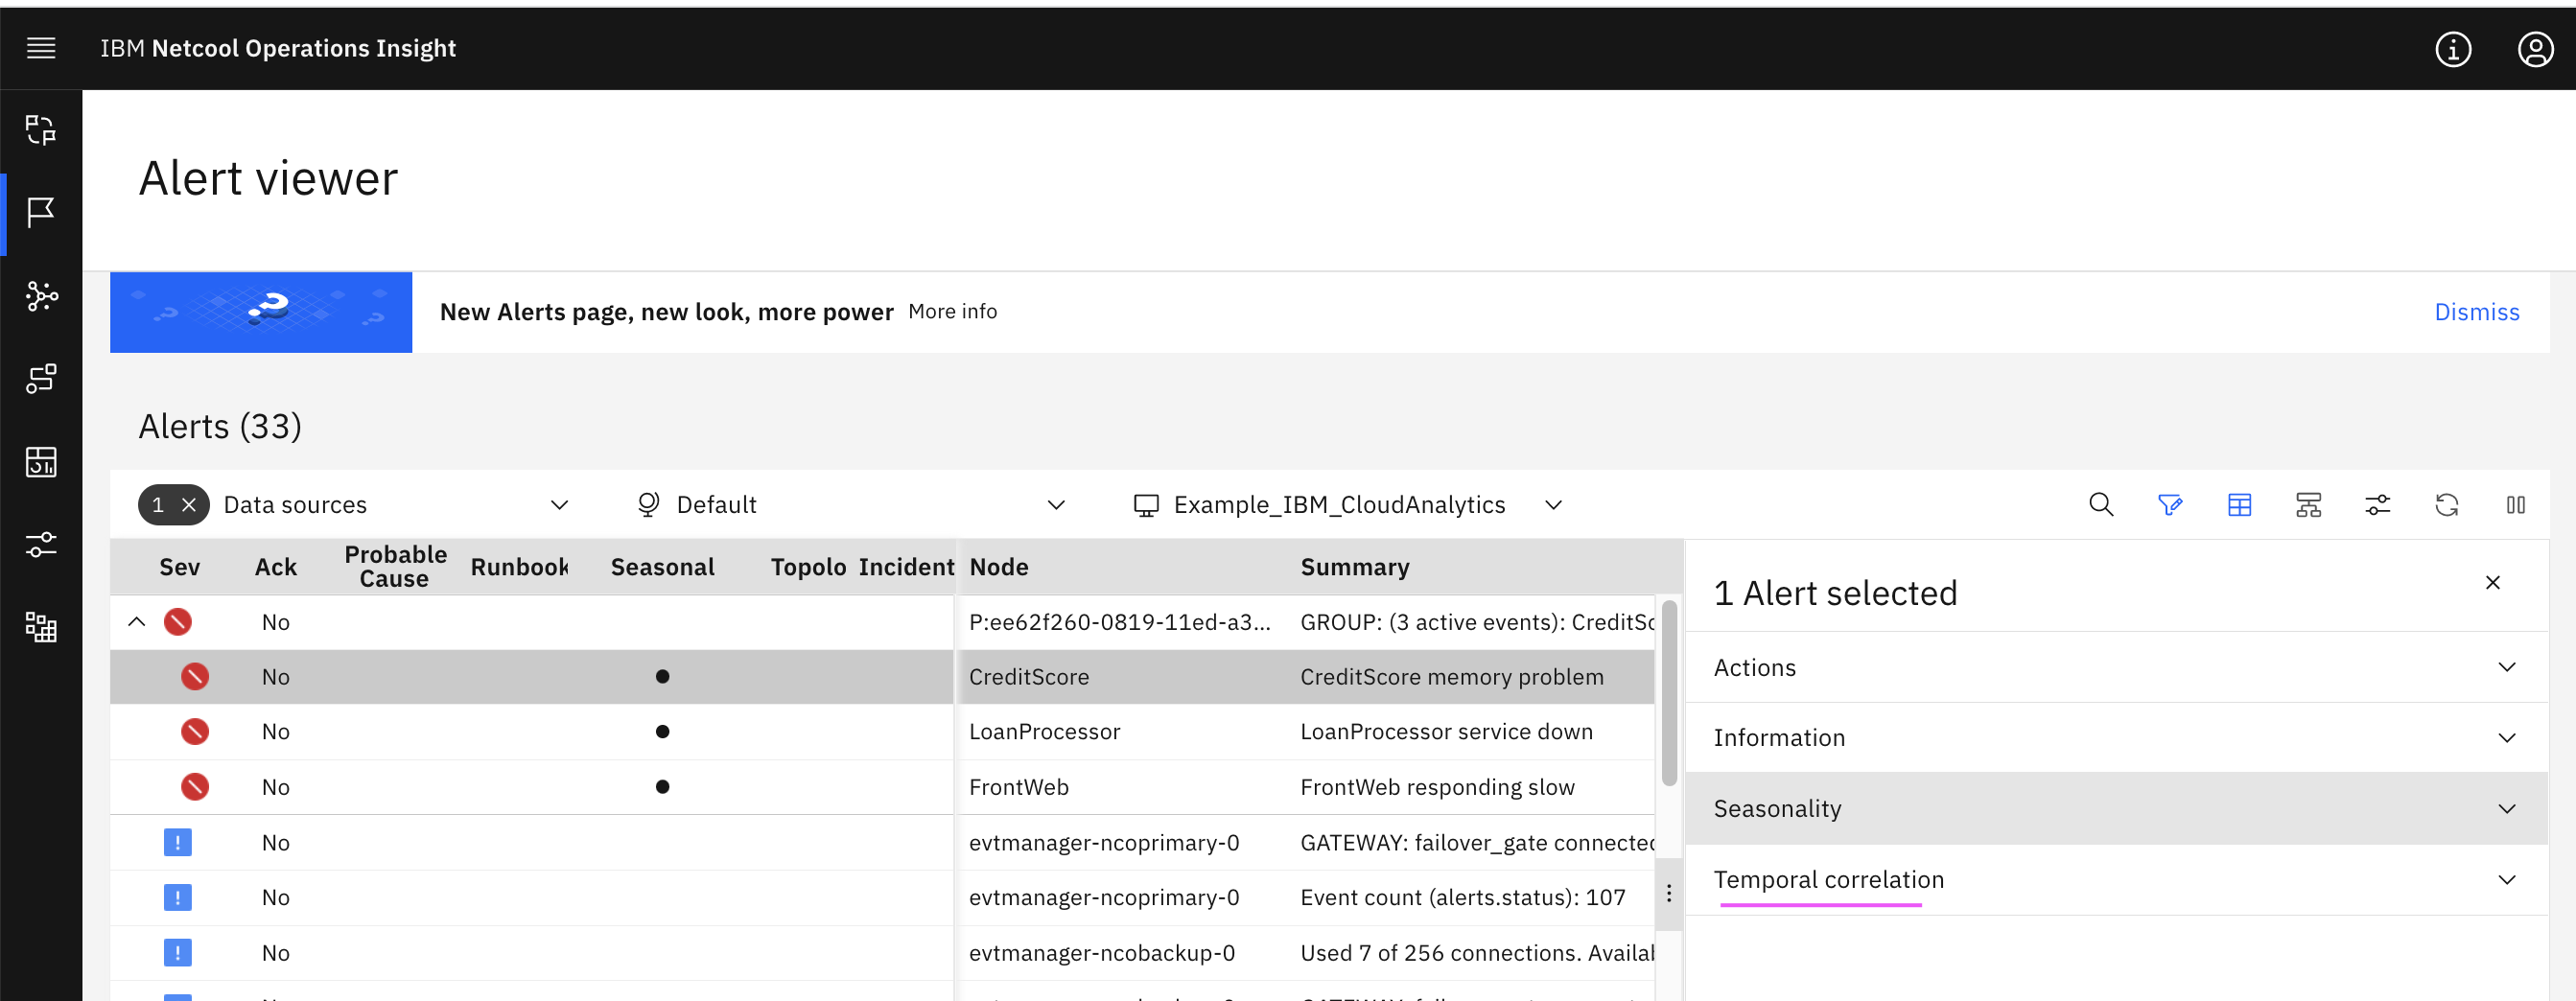 IBM Netcool Operations Insight
Alert viewer
New Alerts page, new look, more power More info Dismiss
Alerts (33)
1 Data sources Default Example_IBM_CloudAnalytics
Sev Ack Probable Cause Runbook Seasonal Topolo Incident Node Summary
No P:ee62f260-0819-11ed-a3... GROUP: (3 active events): CreditSc
No CreditScore CreditScore memory problem
No LoanProcessor LoanProcessor service down
No FrontWeb FrontWeb responding slow
No evtmanager-ncoprimary-0 GATEWAY: failover_gate connected
No evtmanager-ncoprimary-0 Event count (alerts.status): 107
No evtmanager-ncobackup-0 Used 7 of 256 connections. Availab
1 Alert selected
Actions
Information
Seasonality
Temporal correlation